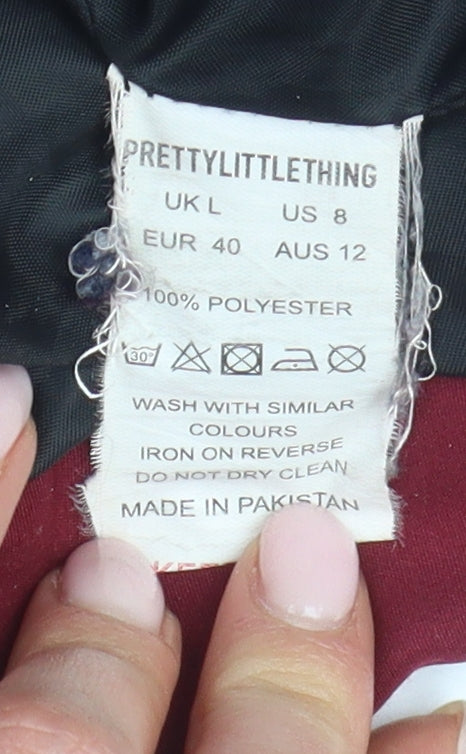 PRETTYLITTLETHING
UK L US 8
EUR 40 AUS 12
100% POLYESTER
30°
WASH WITH SIMILAR
COLOURS
IRON ON REVERSE
DO NOT DRY CLEAN
MADE IN PAKISTAN